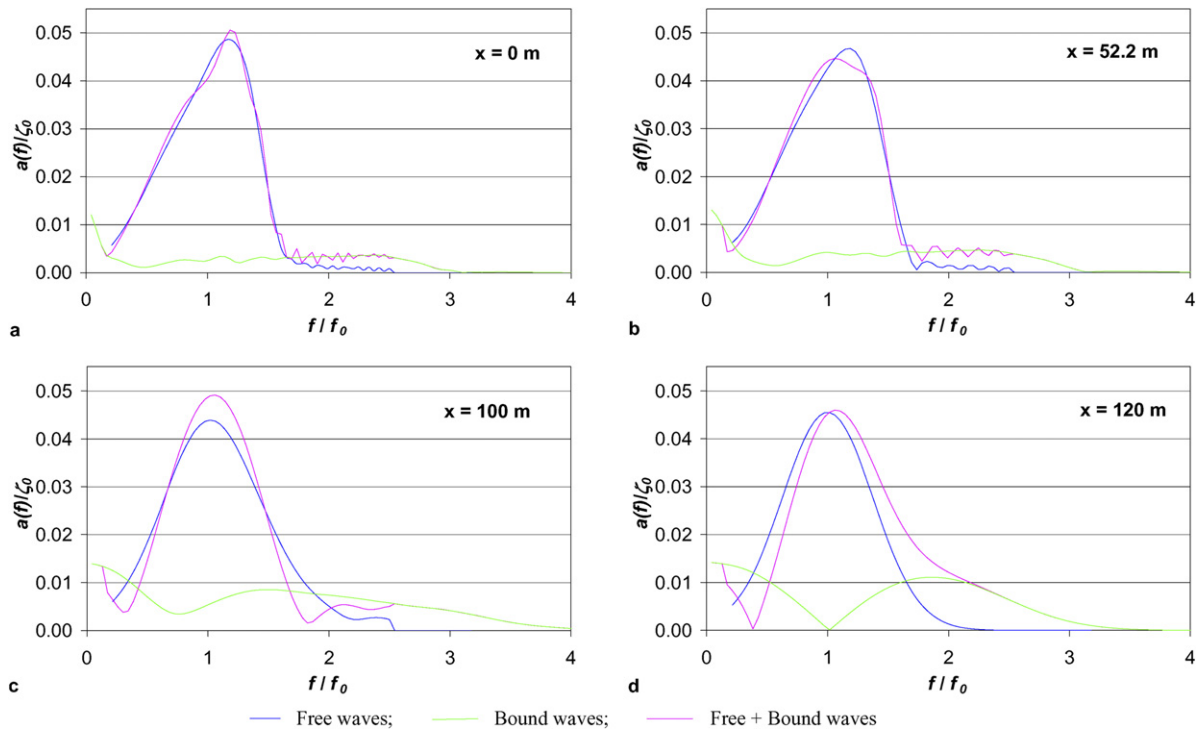 0.05
0.04
0.03
0.02
0.01
0.00
a(f)/ζ0
x = 0 m
0 1 2 3 4
f / f0
a
0.05
0.04
0.03
0.02
0.01
0.00
a(f)/ζ0
x = 52.2 m
0 1 2 3 4
f / f0
b
0.05
0.04
0.03
0.02
0.01
0.00
a(f)/ζ0
x = 100 m
0 1 2 3 4
f / f0
c
0.05
0.04
0.03
0.02
0.01
0.00
a(f)/ζ0
x = 120 m
0 1 2 3 4
f / f0
d
Free waves; Bound waves; Free + Bound waves